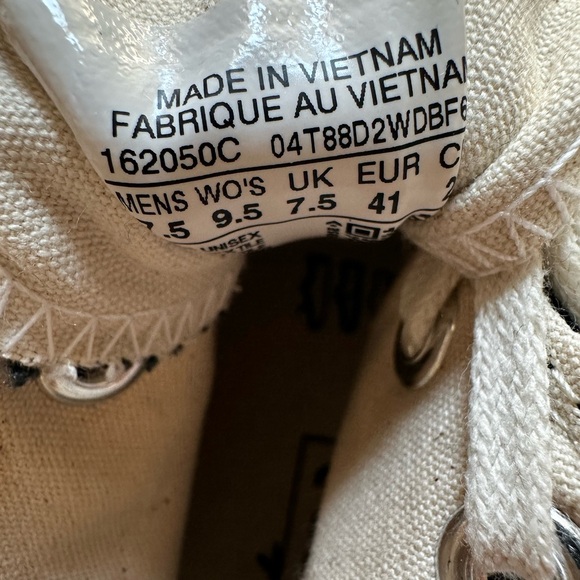 MADE IN VIETNAM
FABRIQUE AU VIETNAM
162050C 04T88D2WDBF6
MENS WO'S UK EUR C
.5 9.5 7.5 41 2
UNISEX